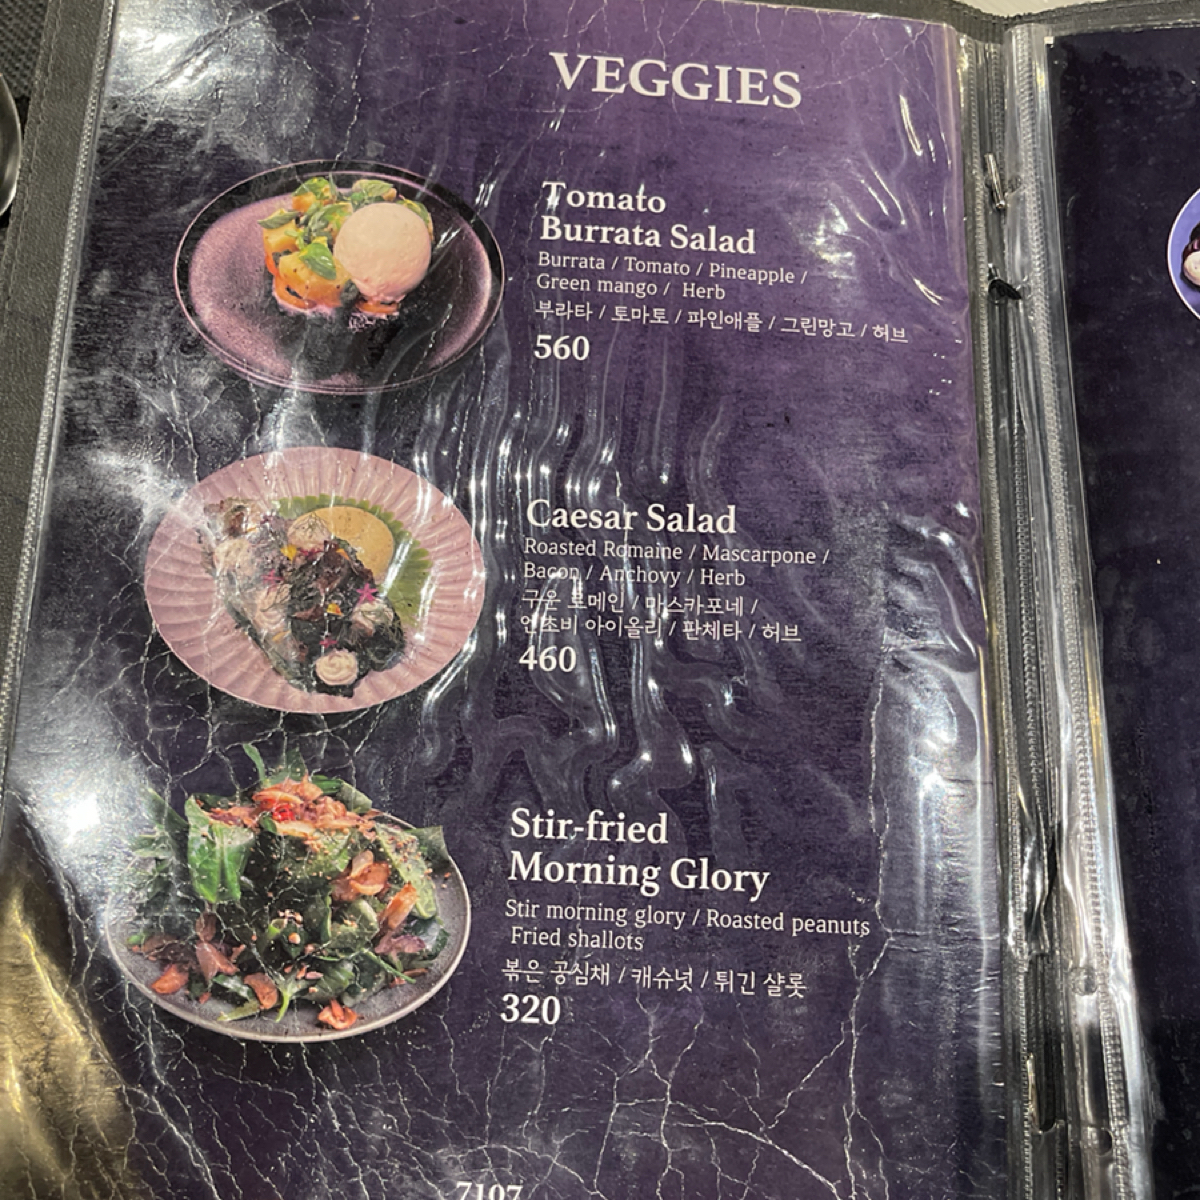 VEGGIES
Tomato
Burrata Salad
Burrata / Tomato / Pineapple /
Green mango / Herb
부라타 / 토마토 / 파인애플 / 그린망고 / 허브
560
Caesar Salad
Roasted Romaine / Mascarpone /
Bacon / Anchovy / Herb
구운 로메인 / 마스카포네 /
언쵸비 아이올리 / 판체타 / 허브
460
Stir-fried
Morning Glory
Stir morning glory / Roasted peanuts
Fried shallots
볶은 공심채 / 캐슈넛 / 튀긴 샬롯
320
7107